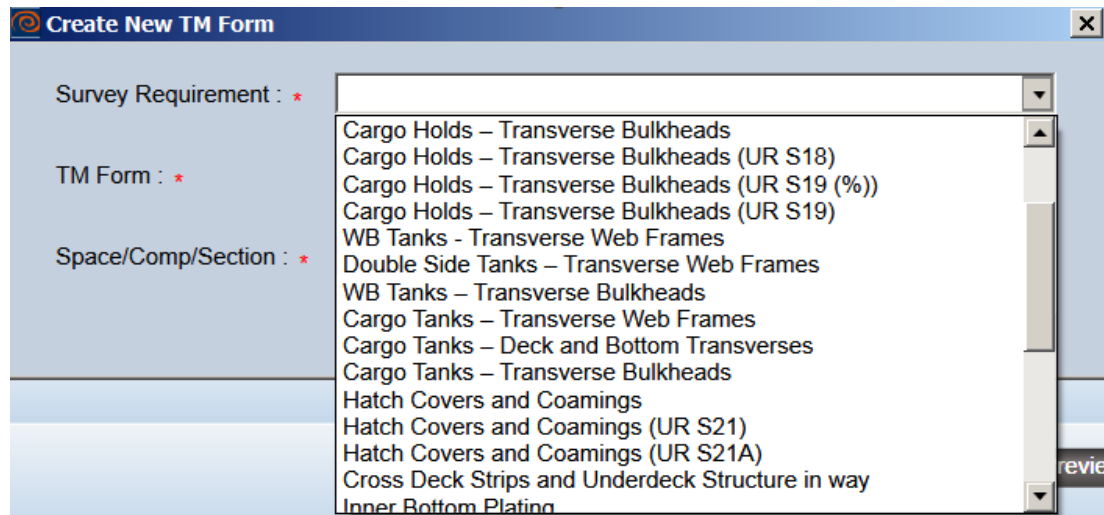 Create New TM Form
Survey Requirement : *
Cargo Holds – Transverse Bulkheads
Cargo Holds – Transverse Bulkheads (UR S18)
TM Form : *
Cargo Holds – Transverse Bulkheads (UR S19 (%))
Cargo Holds – Transverse Bulkheads (UR S19)
WB Tanks - Transverse Web Frames
Space/Comp/Section : *
Double Side Tanks – Transverse Web Frames
WB Tanks – Transverse Bulkheads
Cargo Tanks – Transverse Web Frames
Cargo Tanks – Deck and Bottom Transverses
Cargo Tanks – Transverse Bulkheads
Hatch Covers and Coamings
Hatch Covers and Coamings (UR S21)
Hatch Covers and Coamings (UR S21A)
Cross Deck Strips and Underdeck Structure in way
revie
Inner Bottom Plating